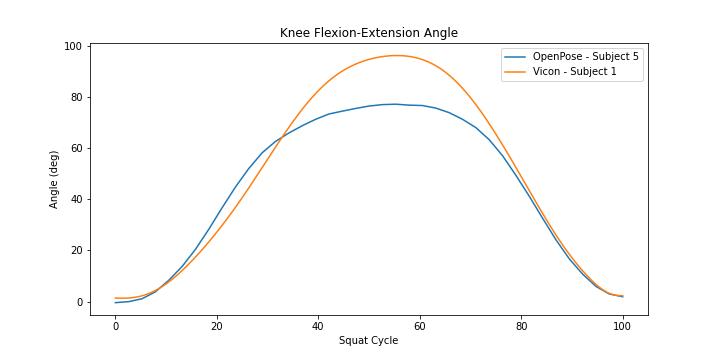 Knee Flexion-Extension Angle
OpenPose - Subject 5
Vicon - Subject 1
Angle (deg)
100
80
60
40
20
0
0 20 40 60 80 100
Squat Cycle